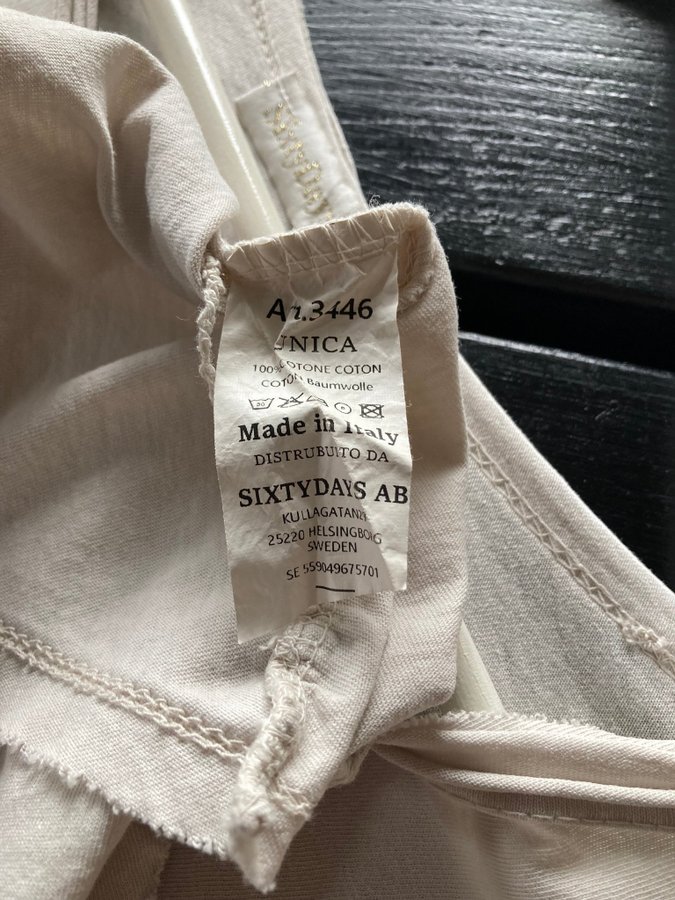 SixtyDays
Art.3446
UNICA
100% COTONE COTON
COTON Baumwolle
Made in Italy
DISTRUBUITO DA
SIXTYDAYS AB
KULLAGATAN
25220 HELSINGBORG
SWEDEN
SE 559049675701